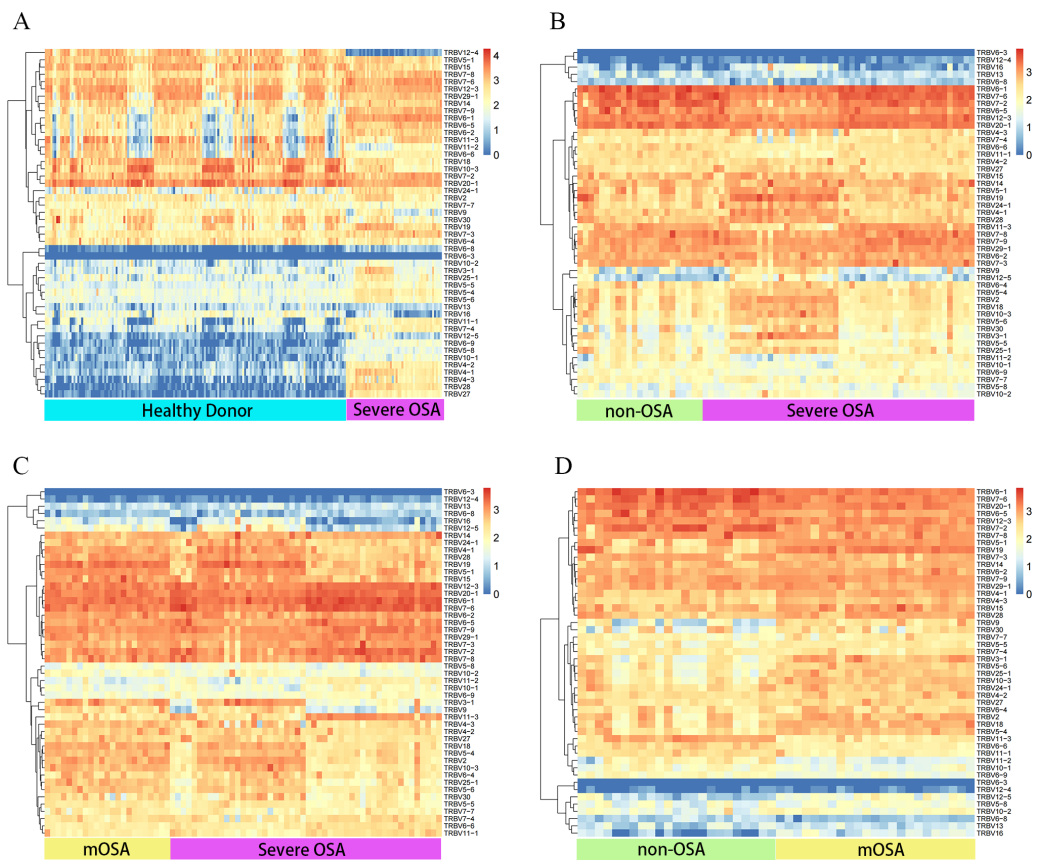 A
TRBV12-4
TRBV5-1
TRBV15
TRBV7-8
TRBV7-6
TRBV12-3
TRBV29-1
TRBV14
TRBV7-9
TRBV6-1
TRBV6-5
TRBV6-2
TRBV11-3
TRBV11-2
TRBV6-6
TRBV18
TRBV10-3
TRBV7-2
TRBV20-1
TRBV24-1
TRBV2
TRBV7-7
TRBV9
TRBV30
TRBV19
TRBV7-3
TRBV6-4
TRBV6-8
TRBV6-3
TRBV10-2
TRBV3-1
TRBV25-1
TRBV5-5
TRBV5-4
TRBV5-6
TRBV13
TRBV16
TRBV11-1
TRBV7-4
TRBV12-5
TRBV6-9
TRBV5-8
TRBV10-1
TRBV4-2
TRBV4-1
TRBV4-3
TRBV28
TRBV27
4
3
2
1
0
Healthy Donor
Severe OSA
B
TRBV6-3
TRBV12-4
TRBV16
TRBV13
TRBV6-8
TRBV6-1
TRBV7-6
TRBV7-2
TRBV6-5
TRBV12-3
TRBV20-1
TRBV4-3
TRBV7-4
TRBV6-6
TRBV11-1
TRBV4-2
TRBV27
TRBV15
TRBV14
TRBV5-1
TRBV19
TRBV24-1
TRBV4-1
TRBV28
TRBV11-3
TRBV7-8
TRBV7-9
TRBV29-1
TRBV6-2
TRBV7-3
TRBV9
TRBV12-5
TRBV6-4
TRBV5-4
TRBV2
TRBV18
TRBV10-3
TRBV5-6
TRBV30
TRBV3-1
TRBV5-5
TRBV25-1
TRBV11-2
TRBV10-1
TRBV6-9
TRBV7-7
TRBV5-8
TRBV10-2
3
2
1
0
non-OSA
Severe OSA
C
TRBV6-3
TRBV12-4
TRBV13
TRBV6-8
TRBV16
TRBV12-5
TRBV14
TRBV24-1
TRBV4-1
TRBV28
TRBV19
TRBV5-1
TRBV15
TRBV12-3
TRBV20-1
TRBV6-1
TRBV7-6
TRBV6-2
TRBV6-5
TRBV7-9
TRBV29-1
TRBV7-3
TRBV7-2
TRBV7-8
TRBV5-8
TRBV10-2
TRBV11-2
TRBV10-1
TRBV6-9
TRBV3-1
TRBV9
TRBV11-3
TRBV4-3
TRBV4-2
TRBV27
TRBV18
TRBV5-4
TRBV2
TRBV10-3
TRBV6-4
TRBV25-1
TRBV5-6
TRBV30
TRBV5-5
TRBV7-7
TRBV7-4
TRBV6-6
TRBV11-1
3
2
1
0
mOSA
Severe OSA
D
TRBV6-1
TRBV7-6
TRBV20-1
TRBV6-5
TRBV12-3
TRBV7-2
TRBV7-8
TRBV5-1
TRBV19
TRBV7-3
TRBV14
TRBV6-2
TRBV7-9
TRBV29-1
TRBV4-1
TRBV4-3
TRBV15
TRBV28
TRBV9
TRBV30
TRBV7-7
TRBV5-5
TRBV7-4
TRBV3-1
TRBV5-6
TRBV25-1
TRBV10-3
TRBV24-1
TRBV4-2
TRBV27
TRBV6-4
TRBV2
TRBV18
TRBV5-4
TRBV11-3
TRBV6-6
TRBV11-1
TRBV11-2
TRBV10-1
TRBV6-9
TRBV6-3
TRBV12-4
TRBV12-5
TRBV5-8
TRBV10-2
TRBV6-8
TRBV13
TRBV16
3
2
1
0
non-OSA
mOSA